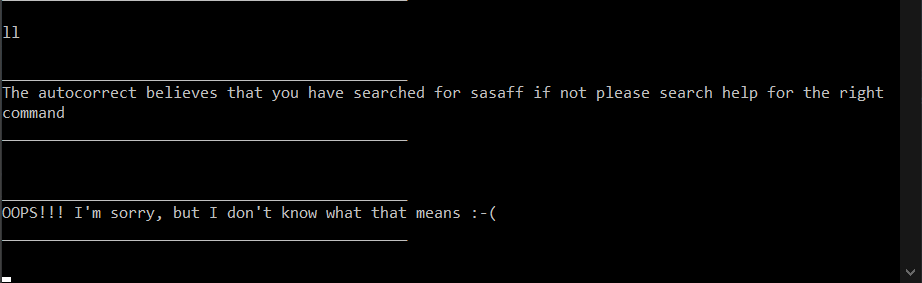 ll
The autocorrect believes that you have searched for sasaff if not please search help for the right
command
OOPS!!! I'm sorry, but I don't know what that means :-(